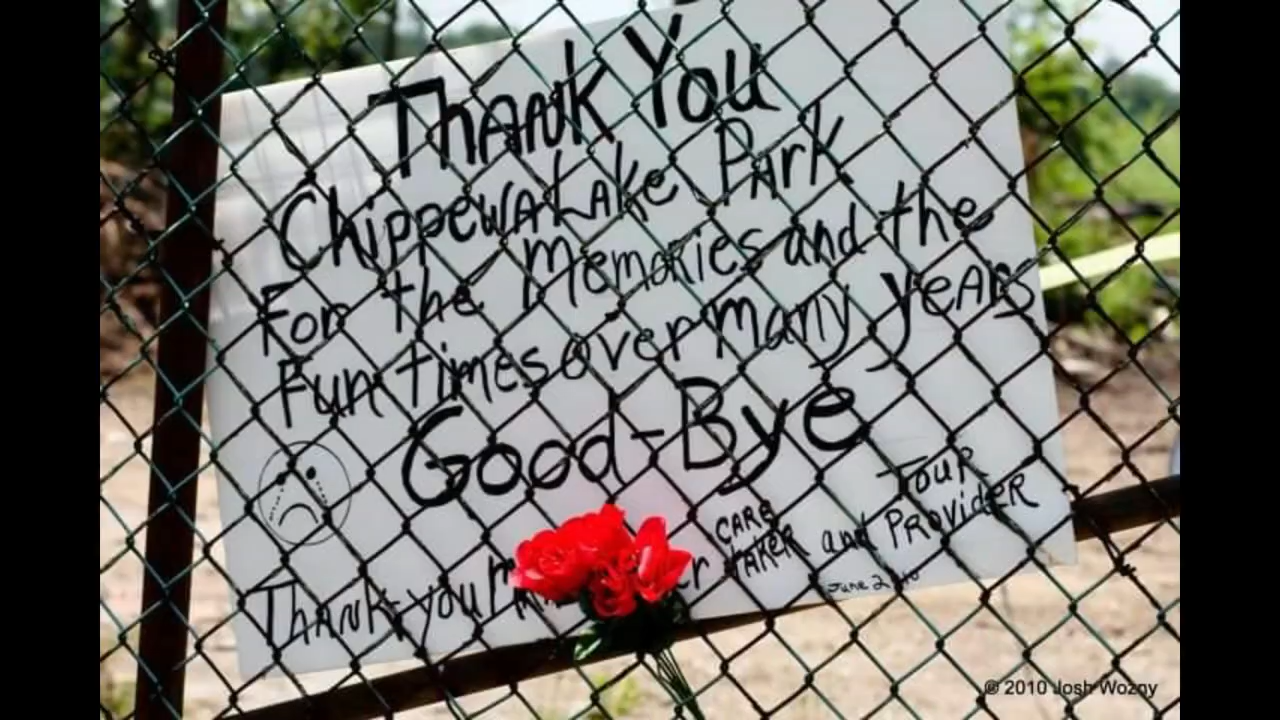 Thank You
Chippewa Lake Park
For the Memories and the
Fun times over Many Years
Good-Bye
Thank-you
CARE
TAKER and Tour
PROVIDER
June 2
© 2010 Josh Wozny